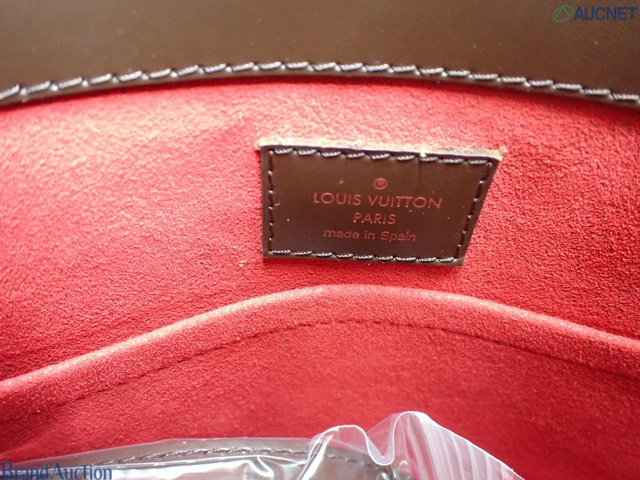 AUCNET
®
LOUIS VUITTON
PARIS
made in Spain
Brand Auction